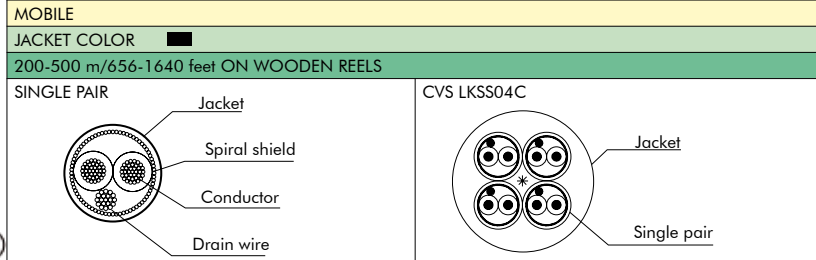 MOBILE
JACKET COLOR
200-500 m/656-1640 feet ON WOODEN REELS
SINGLE PAIR
Jacket
Spiral shield
Conductor
Drain wire
CVS LKSS04C
Jacket
Single pair